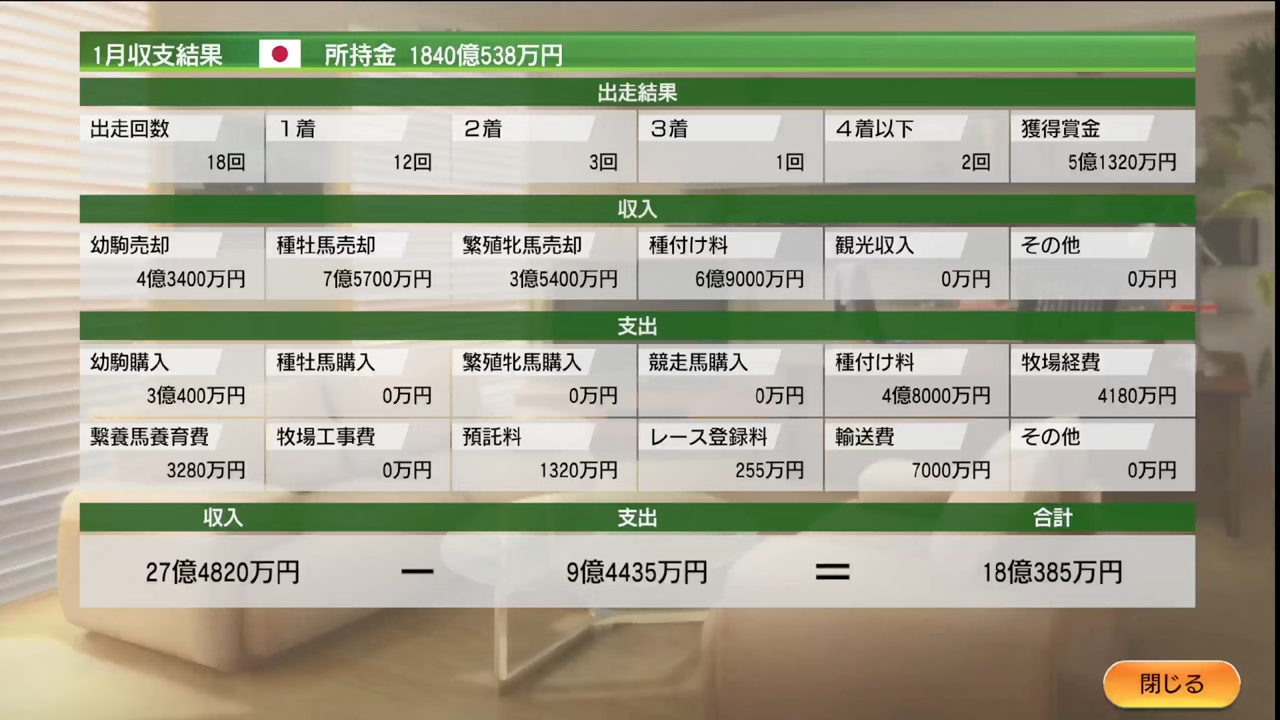 1月収支結果 所持金 1840億538万円
出走結果
出走回数 1着 2着 3着 4着以下 獲得賞金
18回 12回 3回 1回 2回 5億1320万円
収入
幼駒売却 種牡馬売却 繁殖牝馬売却 種付け料 観光収入 その他
4億3400万円 7億5700万円 3億5400万円 6億9000万円 0万円 0万円
支出
幼駒購入 種牡馬購入 繁殖牝馬購入 競走馬購入 種付け料 牧場経費
3億400万円 0万円 0万円 0万円 4億8000万円 4180万円
繋養馬養育費 牧場工事費 預託料 レース登録料 輸送費 その他
3280万円 0万円 1320万円 255万円 7000万円 0万円
収入 支出 合計
27億4820万円 － 9億4435万円 ＝ 18億385万円
閉じる